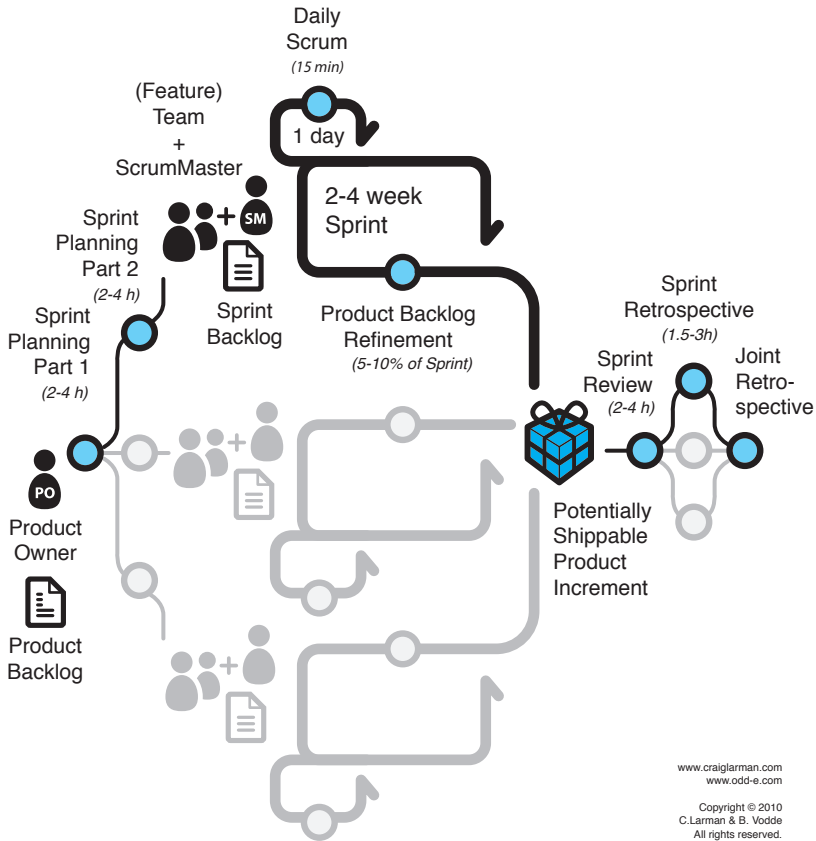 Daily
Scrum
(15 min)
1 day
(Feature)
Team
+
ScrumMaster
+
SM
2-4 week
Sprint
Sprint
Planning
Part 2
(2-4 h)
Sprint
Backlog
Sprint
Planning
Part 1
(2-4 h)
Product Backlog
Refinement
(5-10% of Sprint)
Sprint
Retrospective
(1.5-3h)
Sprint
Review
(2-4 h)
Joint
Retro-
spective
+
PO
Product
Owner
Product
Backlog
Potentially
Shippable
Product
Increment
+
www.craiglarman.com
www.odd-e.com
Copyright © 2010
C.Larman & B. Vodde
All rights reserved.